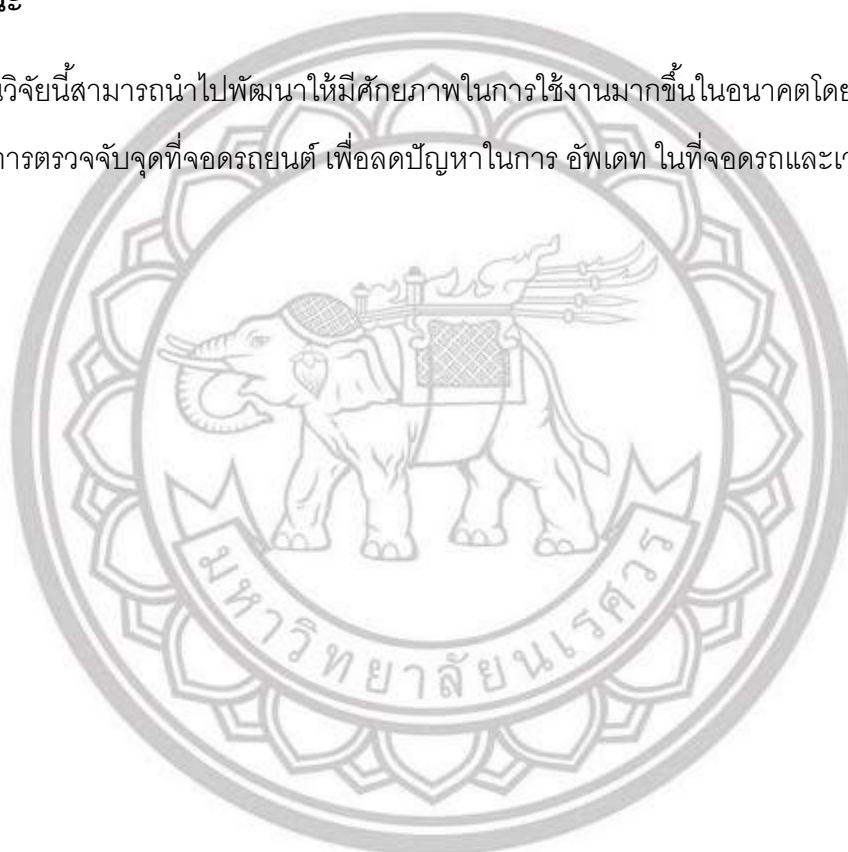 วิจัยนี้สามารถนำไปพัฒนาให้มีศักยภาพในการใช้งานมากขึ้นในอนาคตโดย
การตรวจจับจุดที่จอดรถยนต์ เพื่อลดปัญหาในการ อัพเดท ในที่จอดรถและ
มหาวิทยาลัยนเรศวร